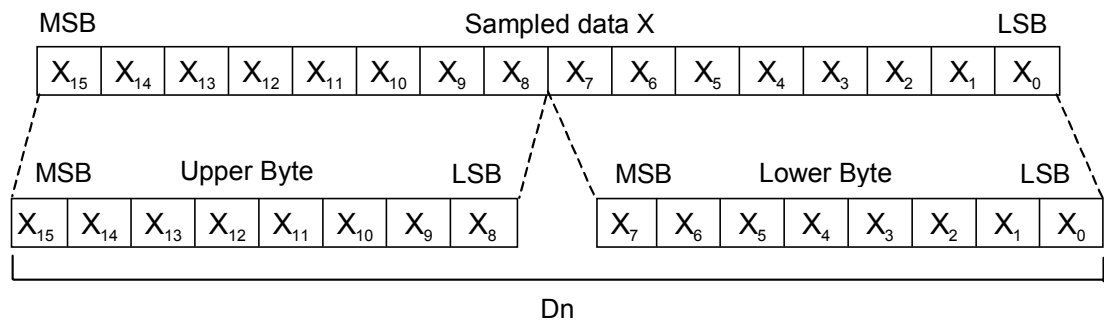 MSB Sampled data X LSB
X₁₅ X₁₄ X₁₃ X₁₂ X₁₁ X₁₀ X₉ X₈ X₇ X₆ X₅ X₄ X₃ X₂ X₁ X₀
MSB Upper Byte LSB MSB Lower Byte LSB
X₁₅ X₁₄ X₁₃ X₁₂ X₁₁ X₁₀ X₉ X₈ X₇ X₆ X₅ X₄ X₃ X₂ X₁ X₀
Dn